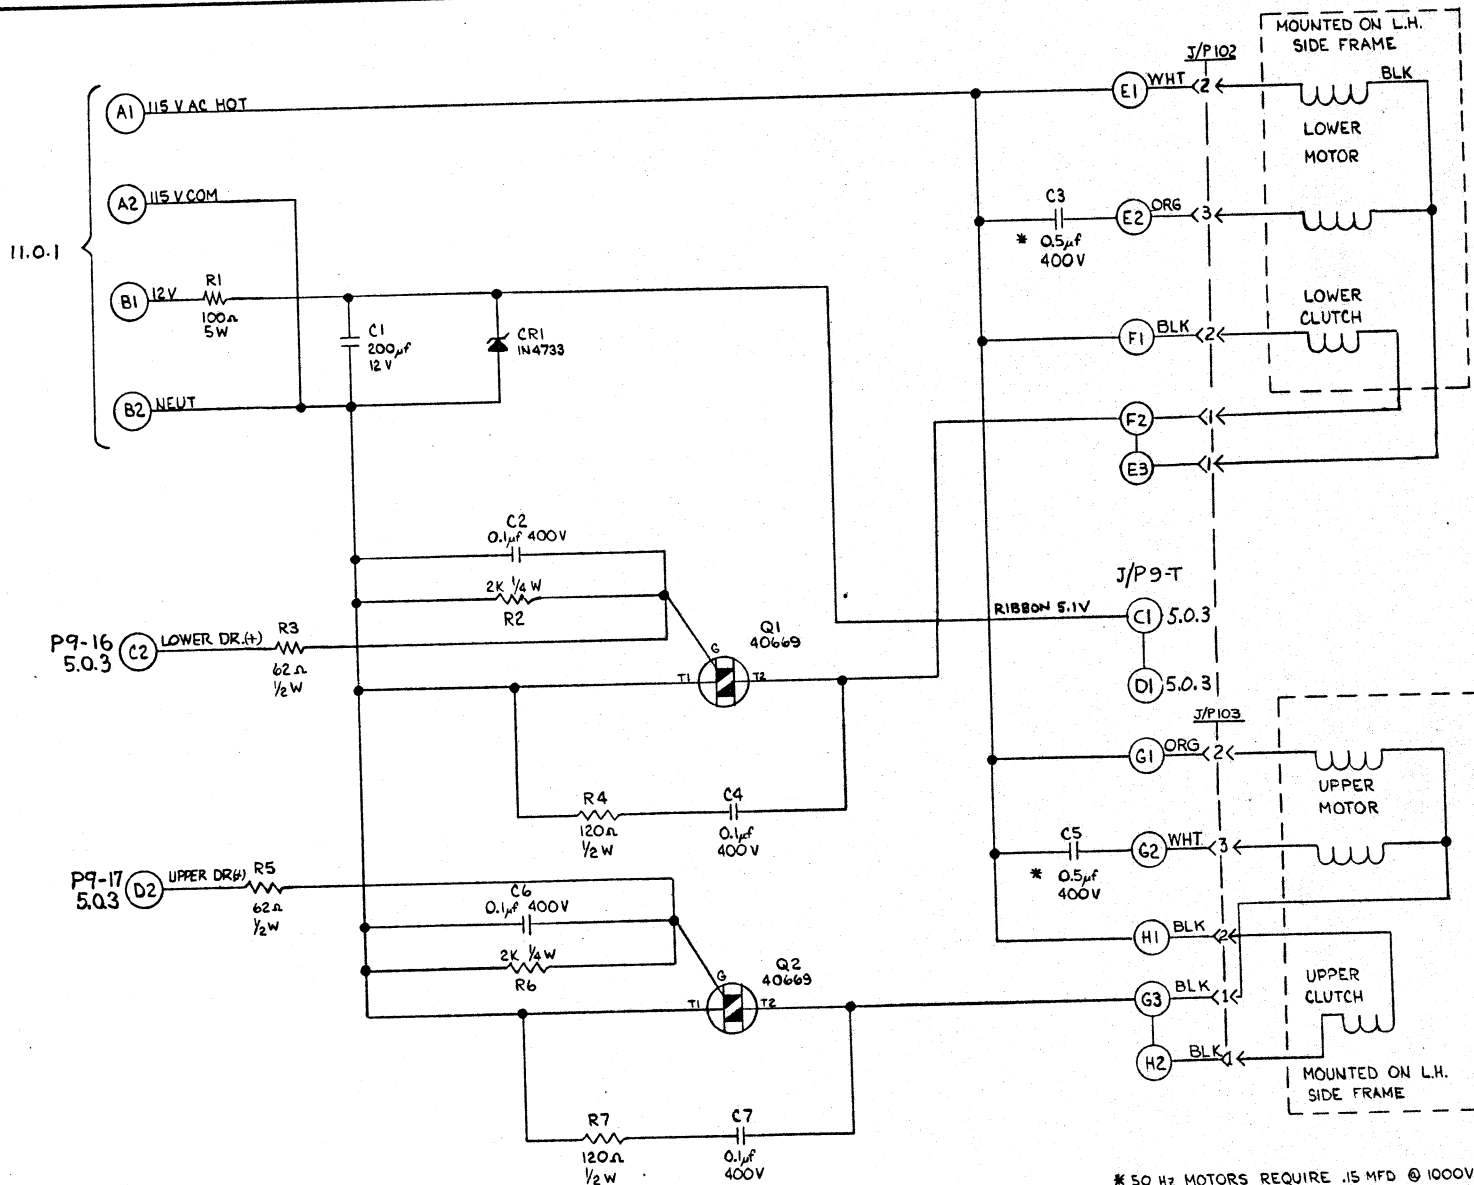 MOUNTED ON L.H.
SIDE FRAME
J/P102
A1 115 V AC HOT
E1 WHT 2
BLK
LOWER
MOTOR
A2 115 V COM
C3
* 0.5µf
400V
E2 ORG 3
11.0.1
B1 12V
R1
100Ω
5W
C1
200µf
12V
CR1
1N4733
F1 BLK 2
LOWER
CLUTCH
B2 NEUT
F2 1
E3 1
C2
0.1µf 400V
2K 1/4W
R2
J/P9-T
RIBBON 5.1V
C1 5.0.3
D1 5.0.3
P9-16
5.0.3
C2 LOWER DR.(+)
R3
62Ω
1/2W
Q1
40669
G
T1
T2
J/P103
G1 ORG 2
UPPER
MOTOR
R4
120Ω
1/2W
C4
0.1µf
400V
C5
* 0.5µf
400V
G2 WHT 3
P9-17
5.0.3
D2 UPPER DR(+)
R5
62Ω
1/2W
C6
0.1µf 400V
2K 1/4W
R6
H1 BLK 2
Q2
40669
G
T1
T2
G3 BLK 1
UPPER
CLUTCH
H2 BLK 1
MOUNTED ON L.H.
SIDE FRAME
R7
120Ω
1/2W
C7
0.1µf
400V
* 50 Hz MOTORS REQUIRE .15 MFD @ 1000V